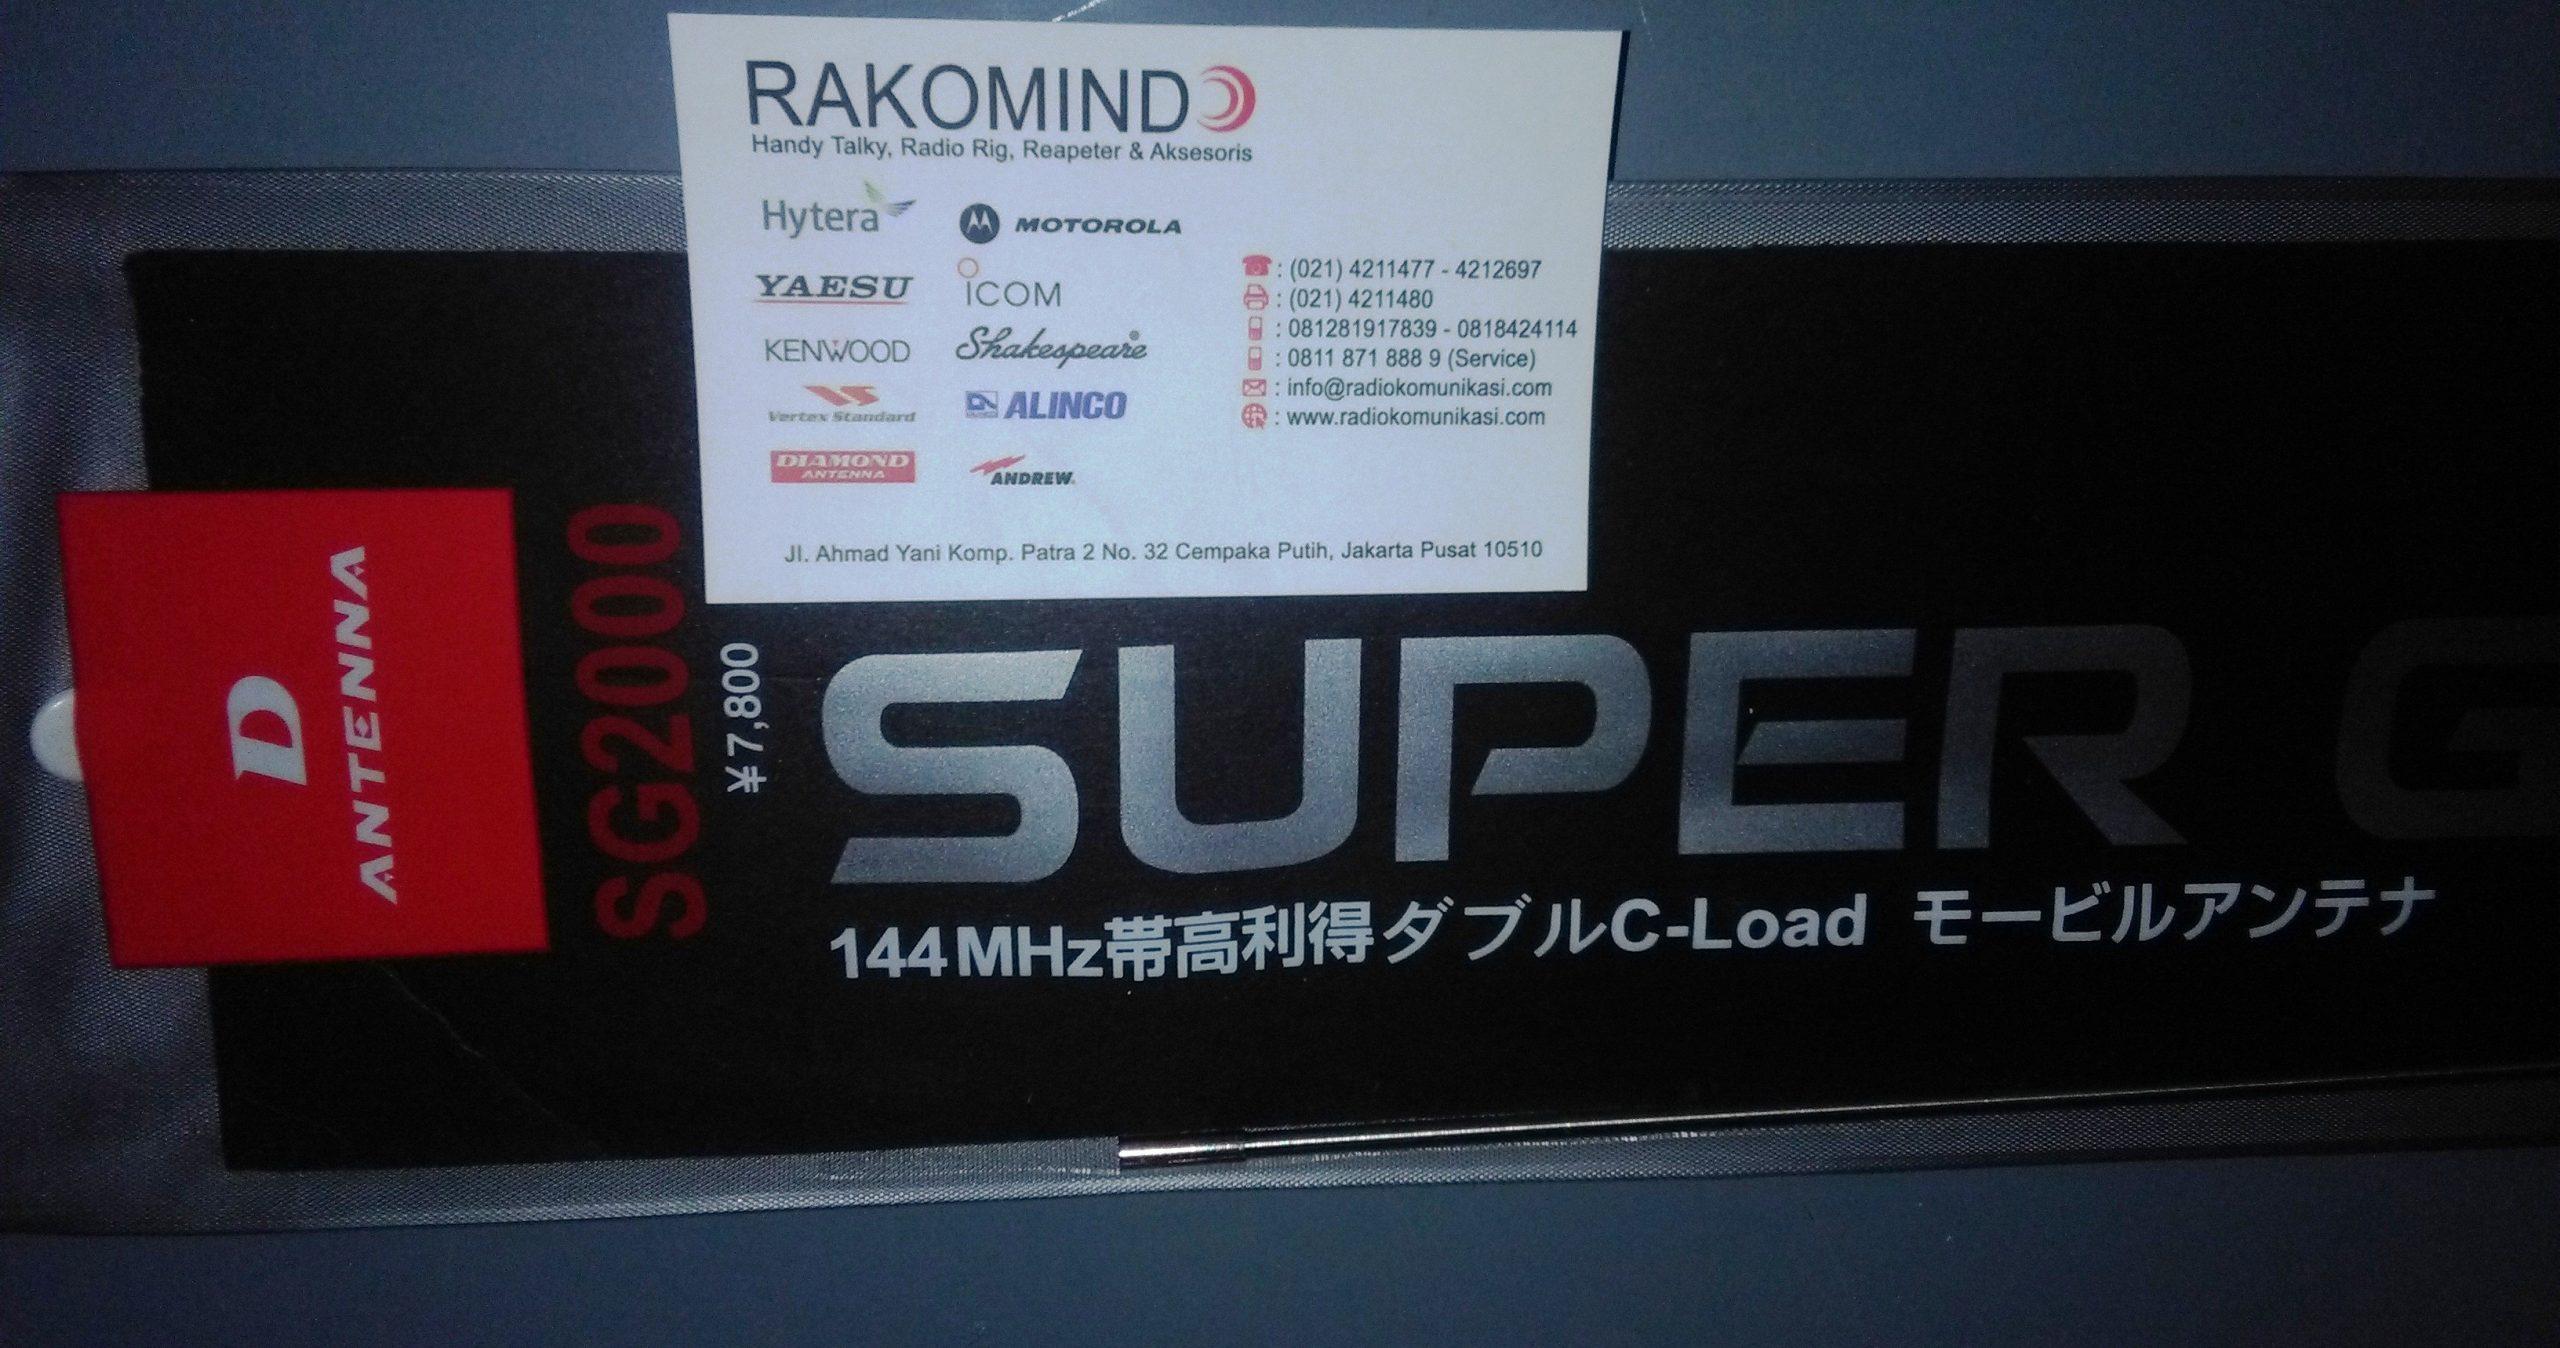 RAKOMINDO
Handy Talky, Radio Rig, Reapeter & Aksesoris
Hytera
MOTOROLA
YAESU
ICOM
KENWOOD
Shakespeare
Vertex Standard
ALINCO
DIAMOND
ANTENNA
ANDREW
: (021) 4211477 - 4212697
: (021) 4211480
: 081281917839 - 0818424114
: 0811 871 888 9 (Service)
: info@radiokomunikasi.com
: www.radiokomunikasi.com
Jl. Ahmad Yani Komp. Patra 2 No. 32 Cempaka Putih, Jakarta Pusat 10510
D
ANTENNA
SG2000
¥7,800
SUPER G
144MHz帯高利得ダブルC-Load モービルアンテナ